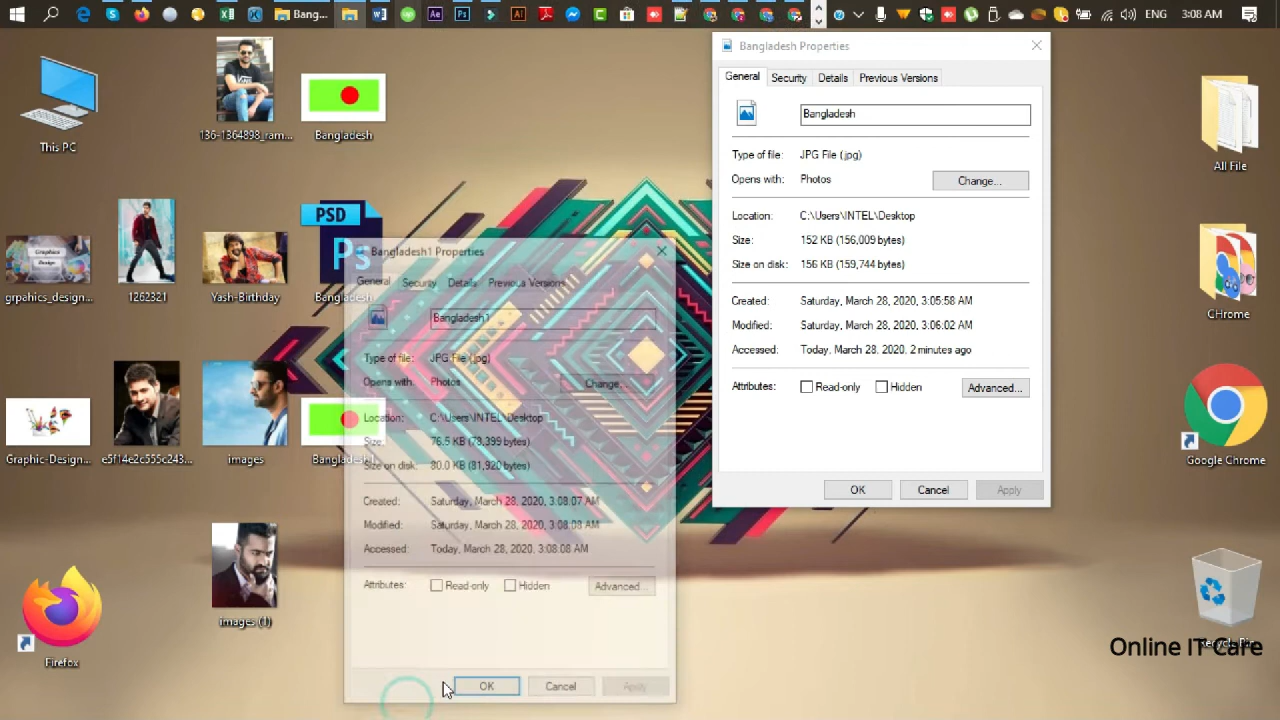 ENG 3:08 AM
Bang...
This PC
136-1364898_ram...
Bangladesh
grpahics_design...
Graphics
Design
1262321
Yash-Birthday
PSD
Ps
Bangladesh
Graphic-Design...
e5f14e2c555c243...
images
Bangladesh1
Firefox
images (1)
Bangladesh1 Properties
General Security Details Previous Versions
Bangladesh1
Type of file: JPG File (.jpg)
Opens with: Photos Change...
Location: C:\Users\INTEL\Desktop
Size: 76.5 KB (78,399 bytes)
Size on disk: 80.0 KB (81,920 bytes)
Created: Saturday, March 28, 2020, 3:08:07 AM
Modified: Saturday, March 28, 2020, 3:08:08 AM
Accessed: Today, March 28, 2020, 3:08:08 AM
Attributes: Read-only Hidden Advanced...
OK Cancel Apply
Bangladesh Properties
General Security Details Previous Versions
Bangladesh
Type of file: JPG File (.jpg)
Opens with: Photos Change...
Location: C:\Users\INTEL\Desktop
Size: 152 KB (156,009 bytes)
Size on disk: 156 KB (159,744 bytes)
Created: Saturday, March 28, 2020, 3:05:58 AM
Modified: Saturday, March 28, 2020, 3:06:02 AM
Accessed: Today, March 28, 2020, 2 minutes ago
Attributes: Read-only Hidden Advanced...
OK Cancel Apply
All File
CHrome
Google Chrome
Recycle Bin
Online IT Care